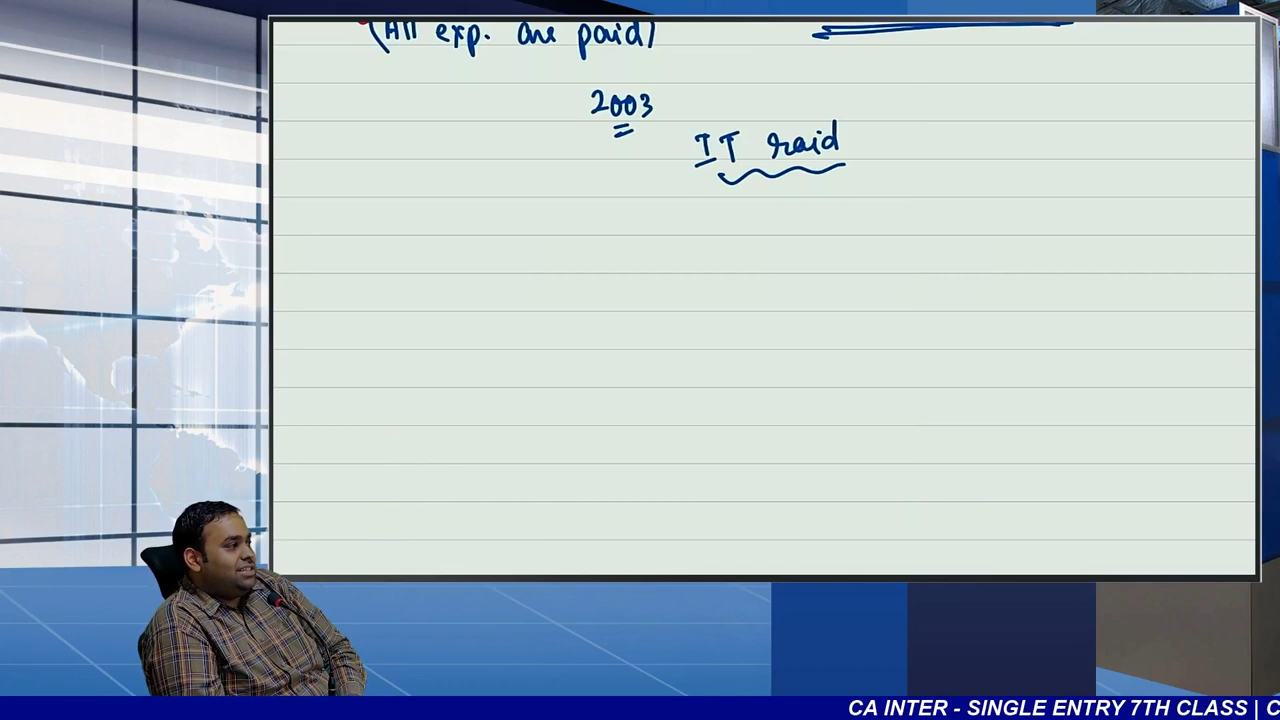 (All exp. are paid)
2003
IT raid
CA INTER - SINGLE ENTRY 7TH CLASS | C